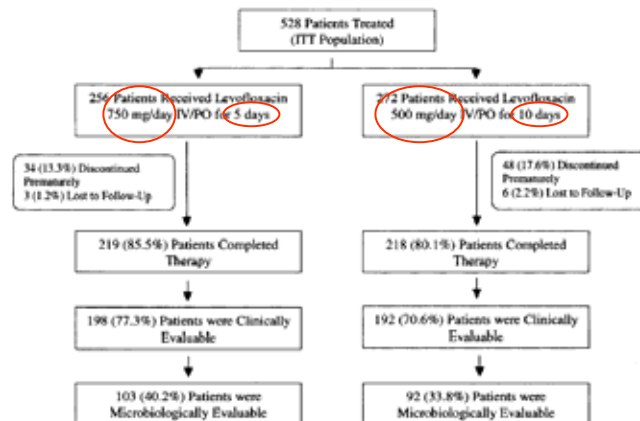 528 Patients Treated
(ITT Population)
256 Patients Received Levofloxacin
750 mg/day IV/PO for 5 days
272 Patients Received Levofloxacin
500 mg/day IV/PO for 10 days
34 (13.3%) Discontinued
Prematurely
3 (1.2%) Lost to Follow-Up
48 (17.6%) Discontinued
Prematurely
6 (2.2%) Lost to Follow-Up
219 (85.5%) Patients Completed
Therapy
218 (80.1%) Patients Completed
Therapy
198 (77.3%) Patients were Clinically
Evaluable
192 (70.6%) Patients were Clinically
Evaluable
103 (40.2%) Patients were
Microbiologically Evaluable
92 (33.8%) Patients were
Microbiologically Evaluable